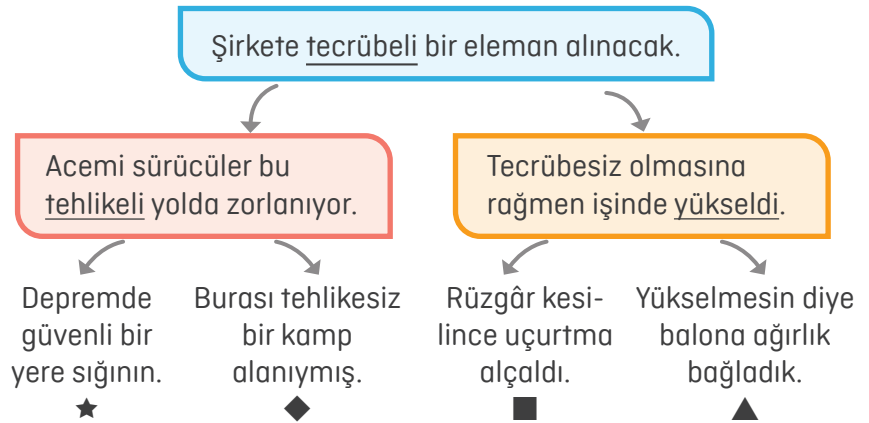 Şirkete tecrübeli bir eleman alınacak.
Acemi sürücüler bu
tehlikeli yolda zorlanıyor.
Tecrübesiz olmasına
rağmen işinde yükseldi.
Depremde
güvenli bir
yere sığının.
Burası tehlikesiz
bir kamp
alanıymış.
Rüzgâr kesi-
lince uçurtma
alçaldı.
Yükselmesin diye
balona ağırlık
bağladık.